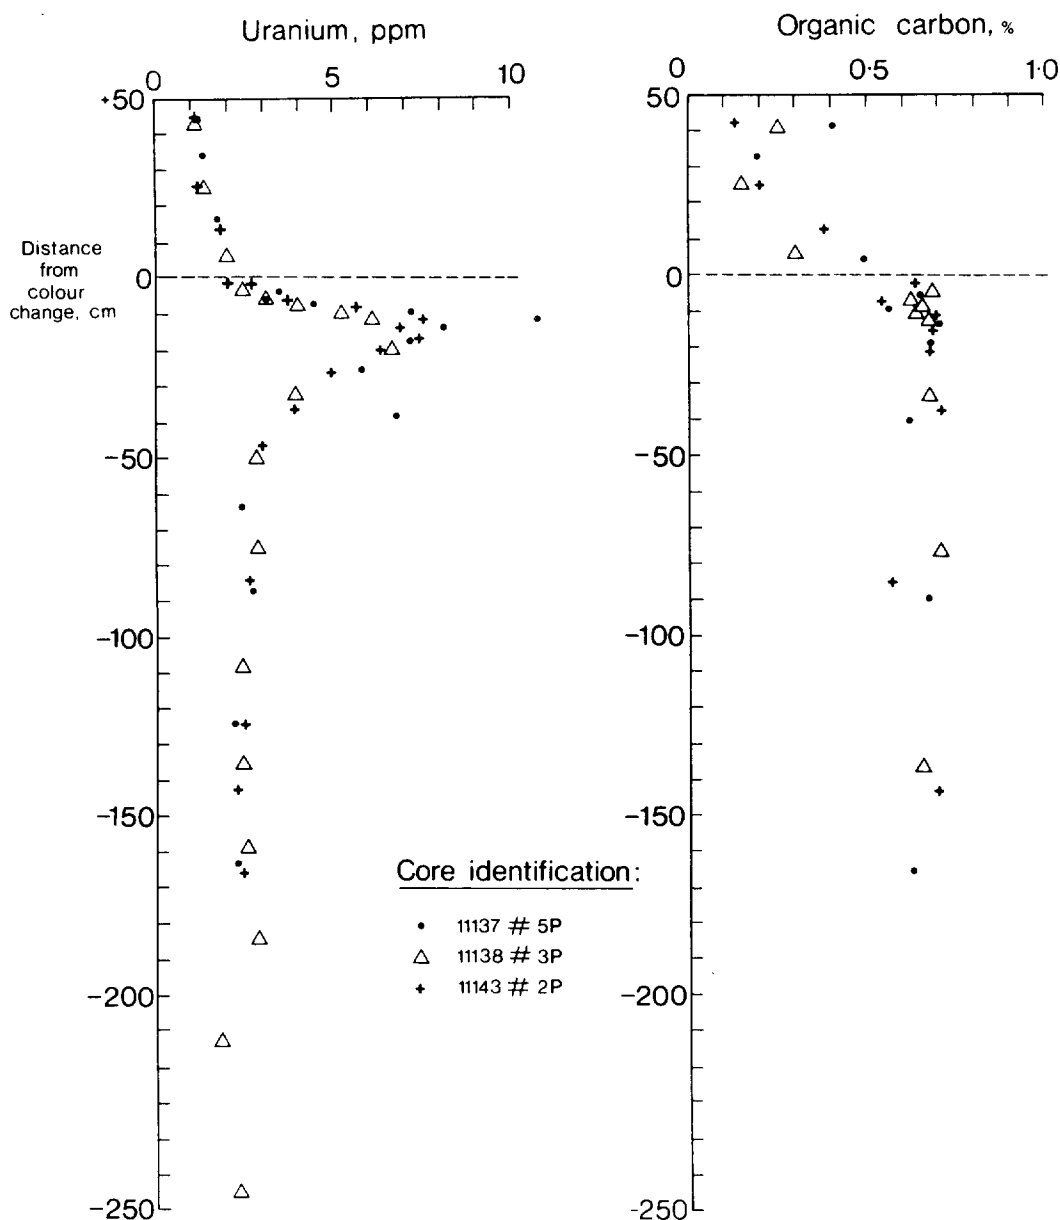 Uranium, ppm
0 5 10
+50
Distance
from
colour
change, cm
0
-50
-100
-150
-200
-250
Organic carbon, %
0 0·5 1·0
50
0
-50
-100
-150
-200
-250
Core identification:
• 11137 # 5P
△ 11138 # 3P
+ 11143 # 2P